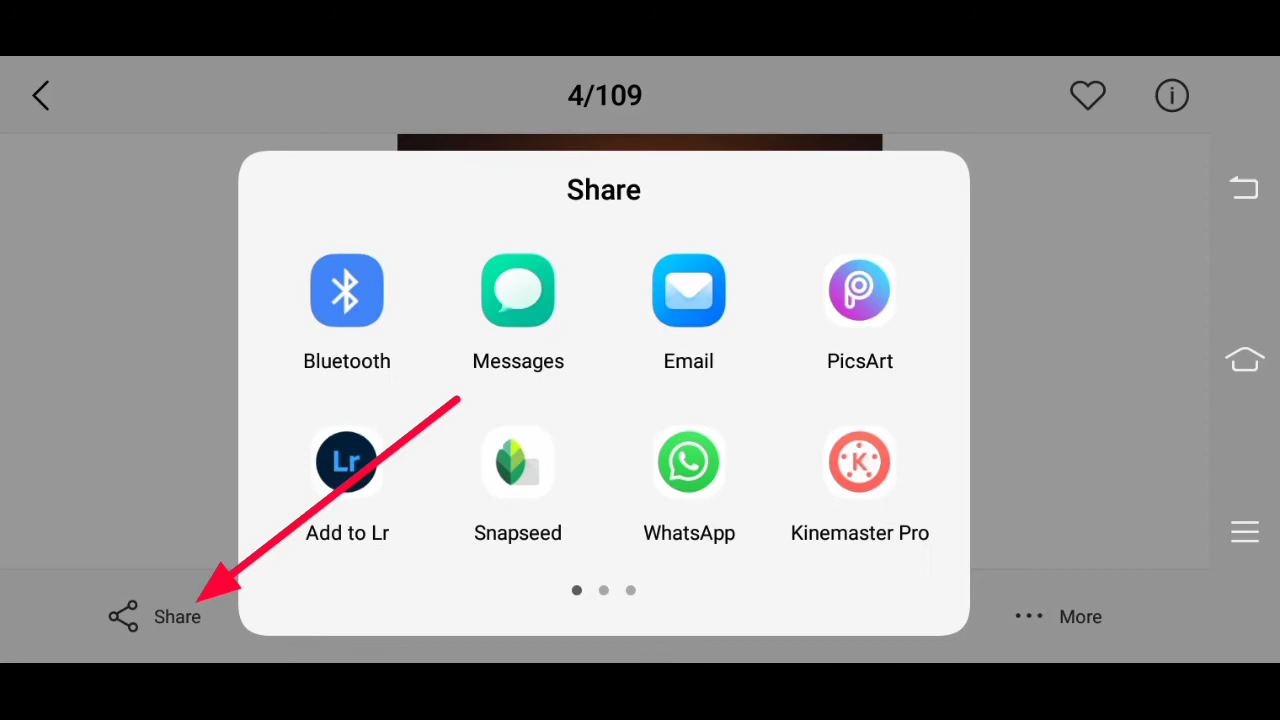 4/109
Share
Bluetooth
Messages
Email
PicsArt
Lr
K
Add to Lr
Snapseed
WhatsApp
Kinemaster Pro
Share
More